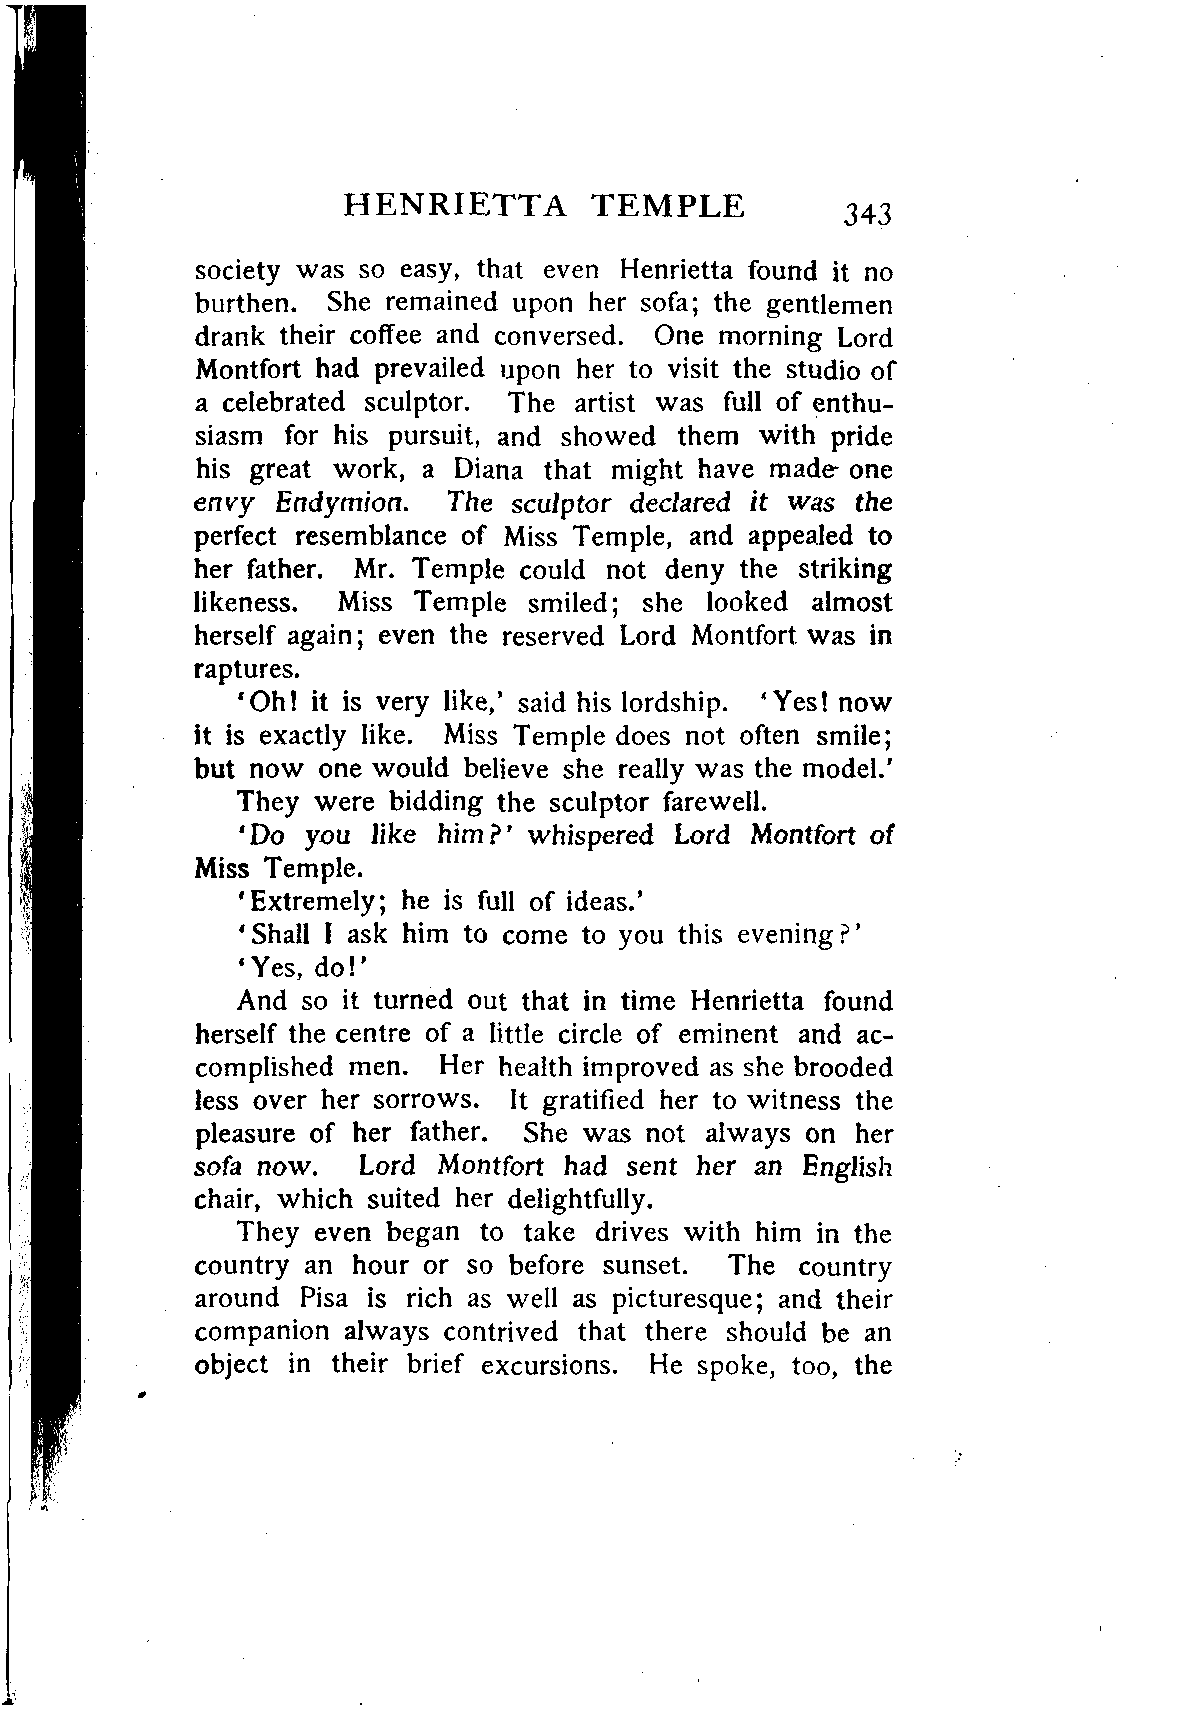 HENRIETTA TEMPLE 343
society was so easy, that even Henrietta found it no
burthen. She remained upon her sofa; the gentlemen
drank their coffee and conversed. One morning Lord
Montfort had prevailed upon her to visit the studio of
a celebrated sculptor. The artist was full of enthu-
siasm for his pursuit, and showed them with pride
his great work, a Diana that might have made one
envy Endymion. The sculptor declared it was the
perfect resemblance of Miss Temple, and appealed to
her father. Mr. Temple could not deny the striking
likeness. Miss Temple smiled; she looked almost
herself again; even the reserved Lord Montfort was in
raptures.
'Oh! it is very like,' said his lordship. 'Yes! now
it is exactly like. Miss Temple does not often smile;
but now one would believe she really was the model.'
They were bidding the sculptor farewell.
'Do you like him?' whispered Lord Montfort of
Miss Temple.
'Extremely; he is full of ideas.'
'Shall I ask him to come to you this evening?'
'Yes, do!'
And so it turned out that in time Henrietta found
herself the centre of a little circle of eminent and ac-
complished men. Her health improved as she brooded
less over her sorrows. It gratified her to witness the
pleasure of her father. She was not always on her
sofa now. Lord Montfort had sent her an English
chair, which suited her delightfully.
They even began to take drives with him in the
country an hour or so before sunset. The country
around Pisa is rich as well as picturesque; and their
companion always contrived that there should be an
object in their brief excursions. He spoke, too, the